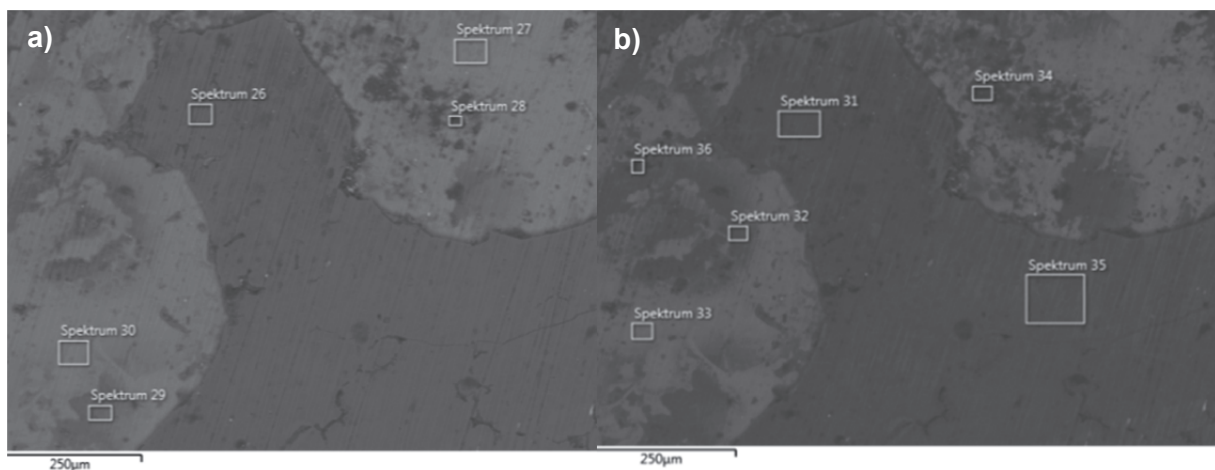 a)
Spektrum 27
Spektrum 26
Spektrum 28
Spektrum 30
Spektrum 29
250µm
b)
Spektrum 34
Spektrum 31
Spektrum 36
Spektrum 32
Spektrum 35
Spektrum 33
250µm